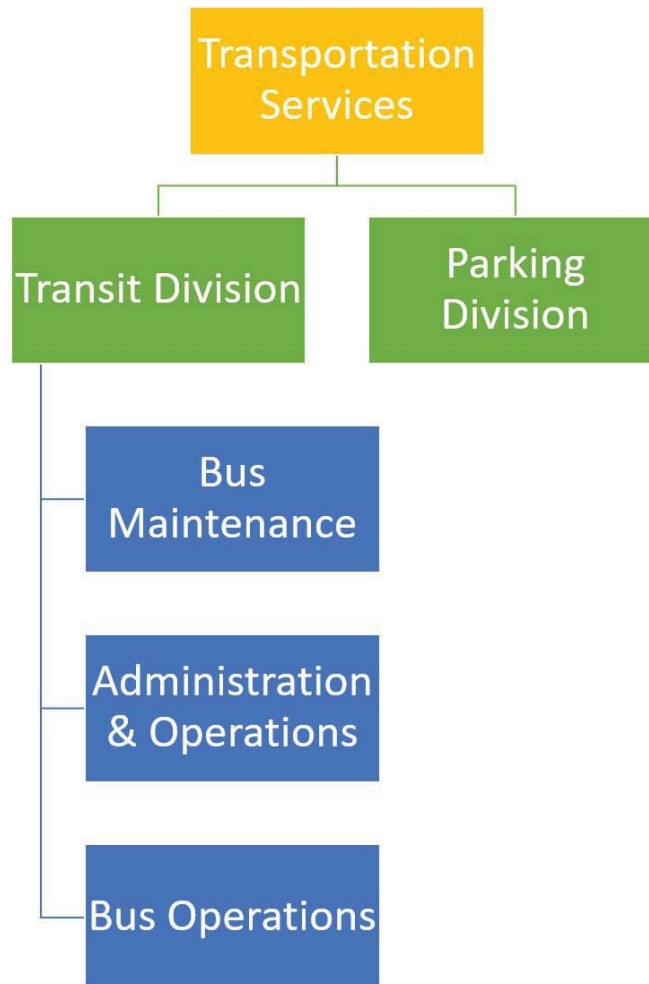 Transportation
Services
Transit Division
Parking
Division
Bus
Maintenance
Administration
& Operations
Bus Operations